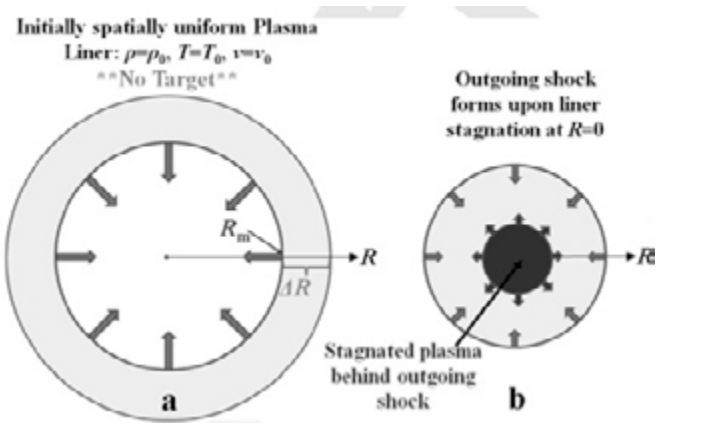 Initially spatially uniform Plasma
Liner: ρ=ρ₀, T=T₀, v=v₀
**No Target**
Outgoing shock
forms upon liner
stagnation at R=0
Rₘ
R
ΔR
R
Stagnated plasma
behind outgoing
shock
a
b